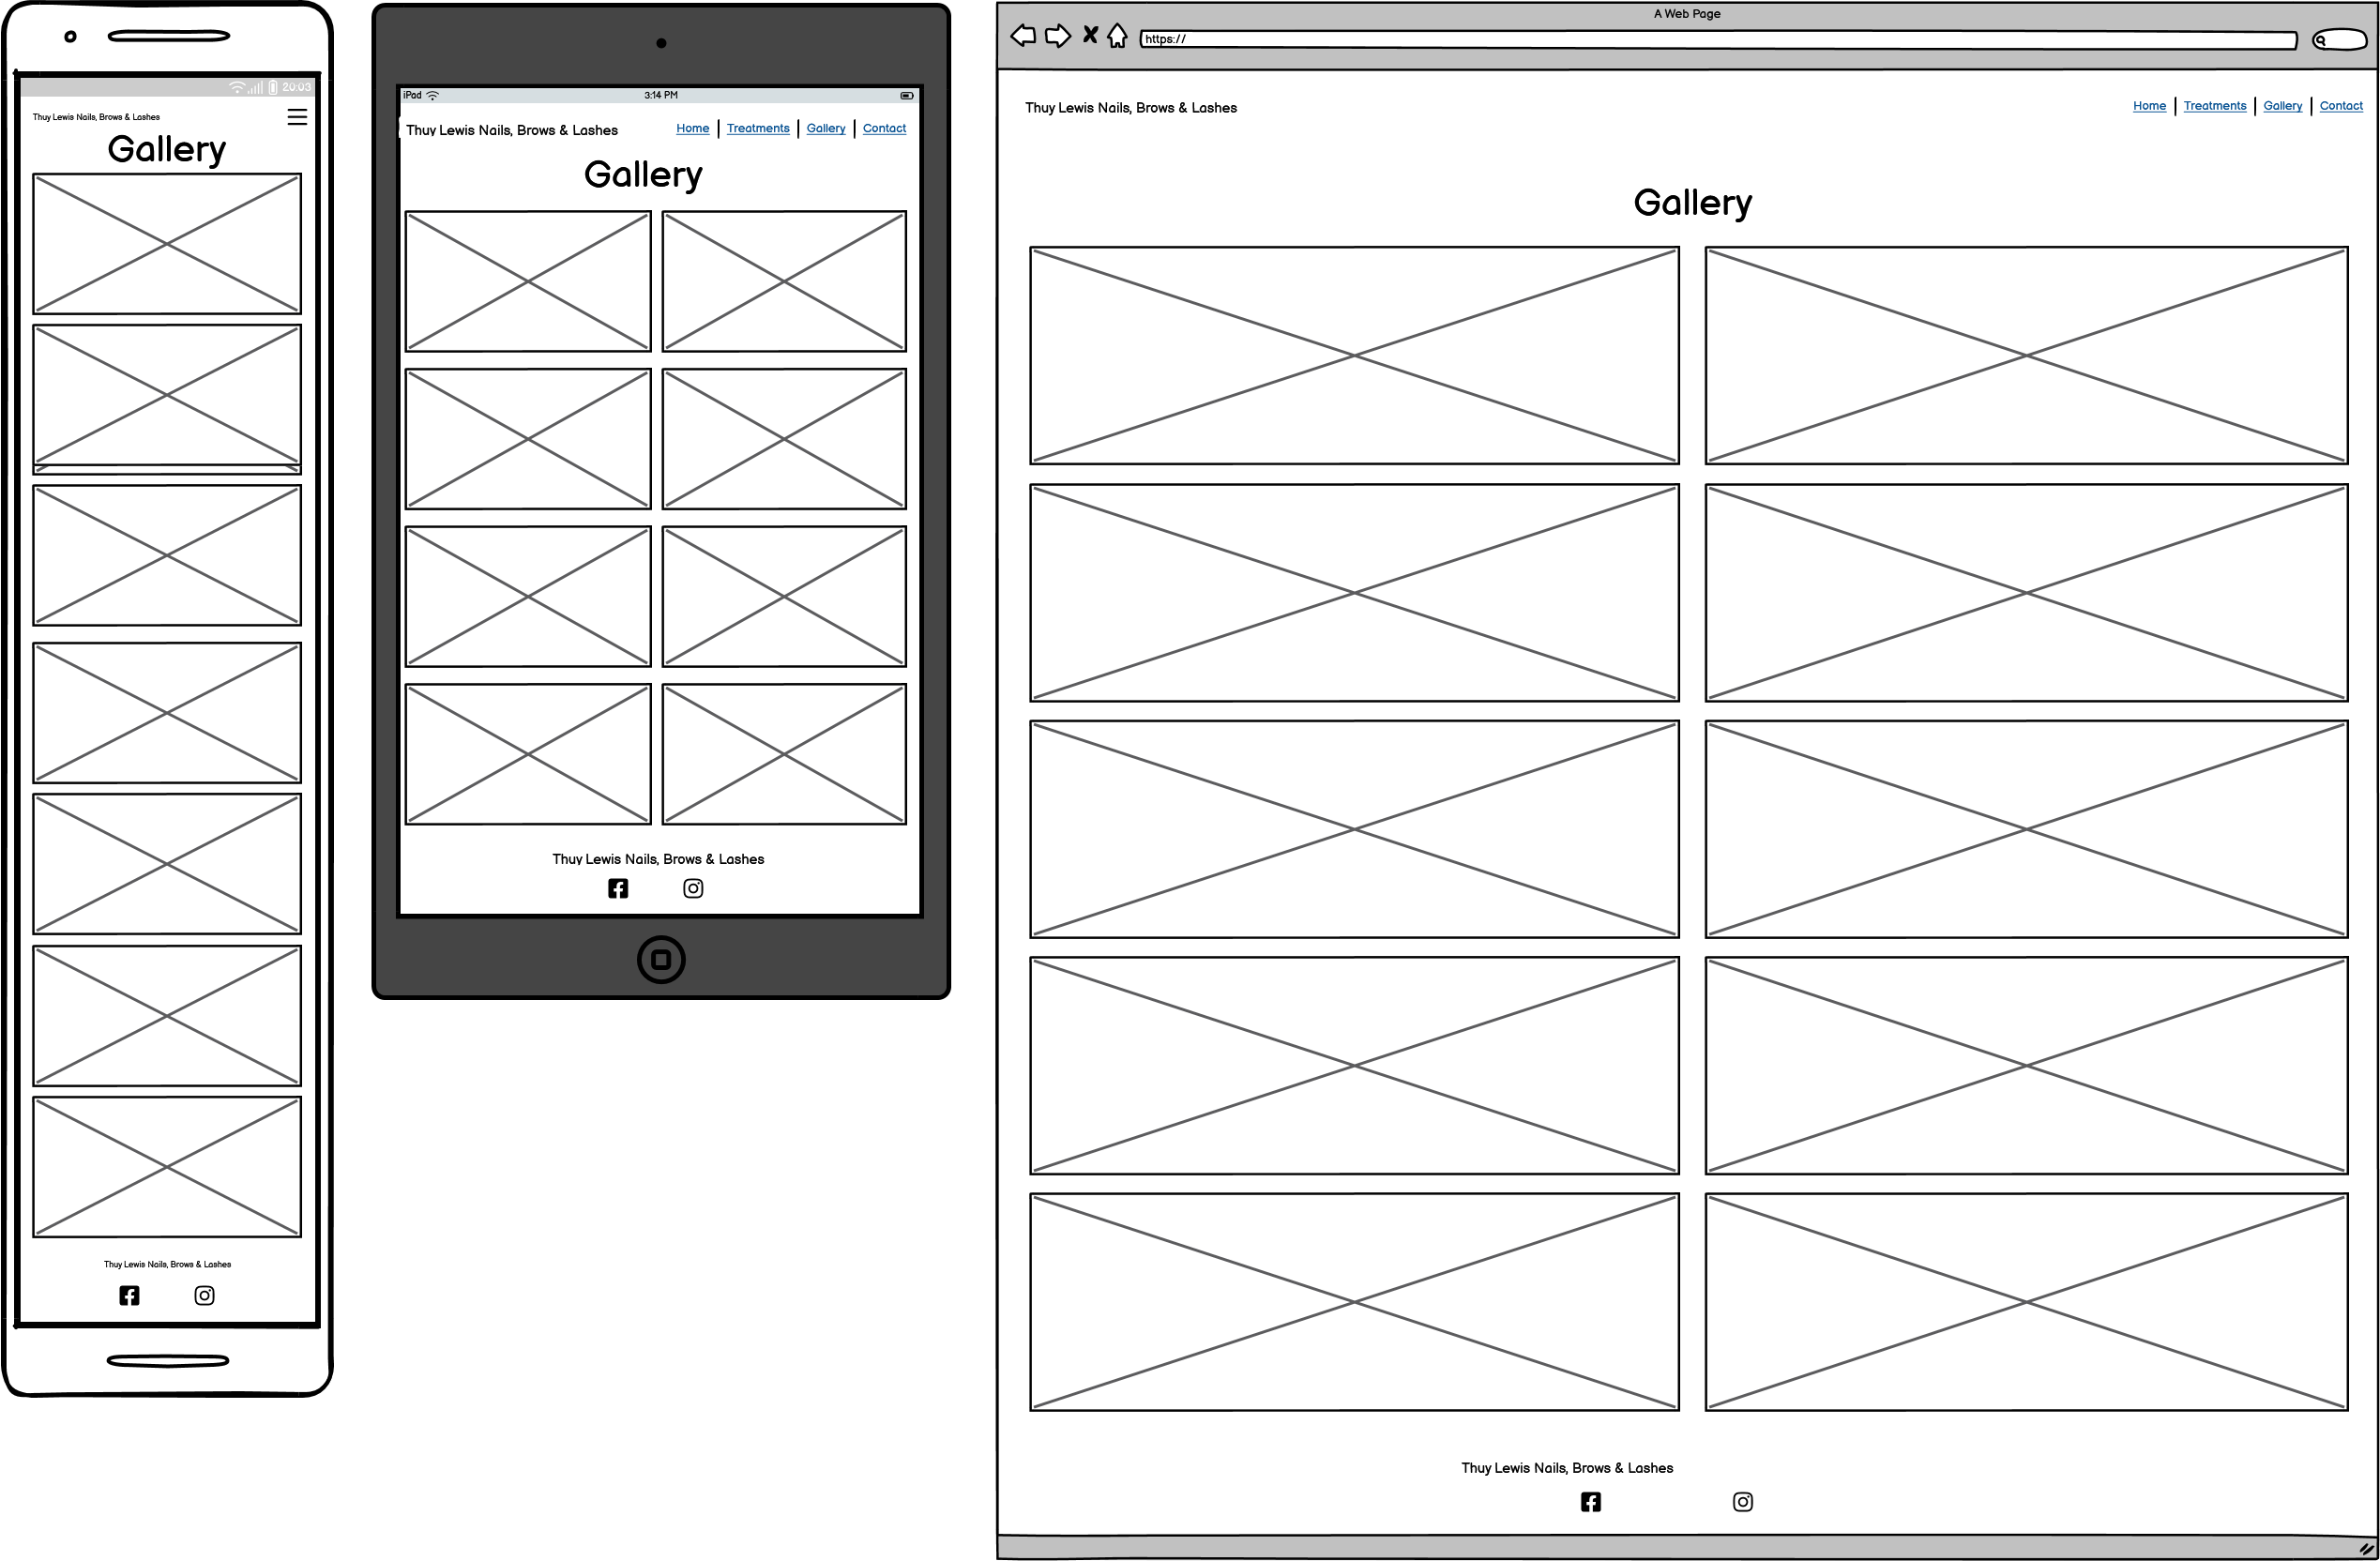 20:03
Thuy Lewis Nails, Brows & Lashes
Gallery
Thuy Lewis Nails, Brows & Lashes
iPad 3:14 PM
Thuy Lewis Nails, Brows & Lashes Home Treatments Gallery Contact
Gallery
Thuy Lewis Nails, Brows & Lashes
A Web Page
https://
Thuy Lewis Nails, Brows & Lashes Home Treatments Gallery Contact
Gallery
Thuy Lewis Nails, Brows & Lashes